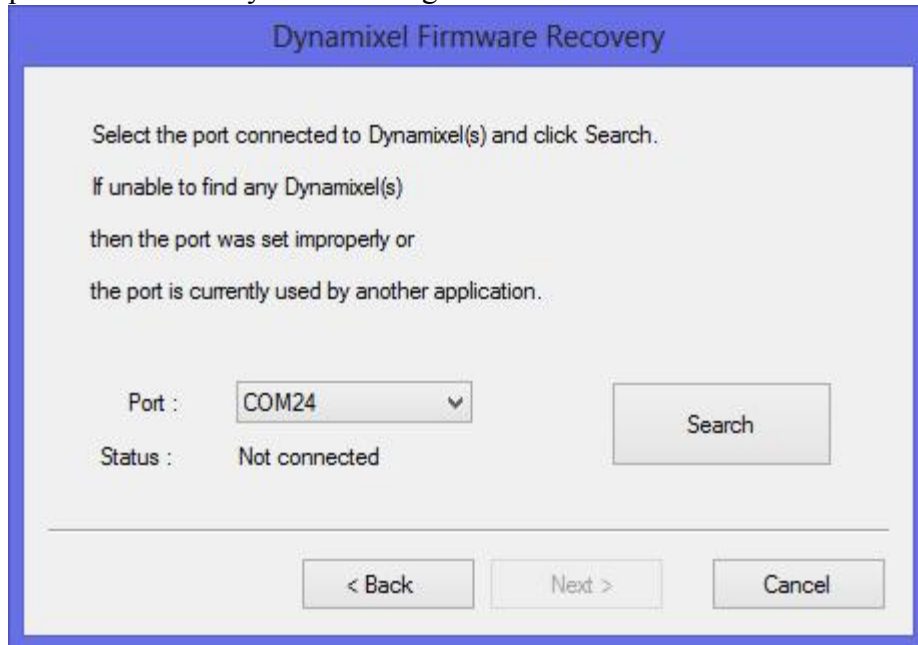 Dynamixel Firmware Recovery
Select the port connected to Dynamixel(s) and click Search.
If unable to find any Dynamixel(s)
then the port was set improperly or
the port is currently used by another application.
Port : COM24
Search
Status : Not connected
< Back Next > Cancel